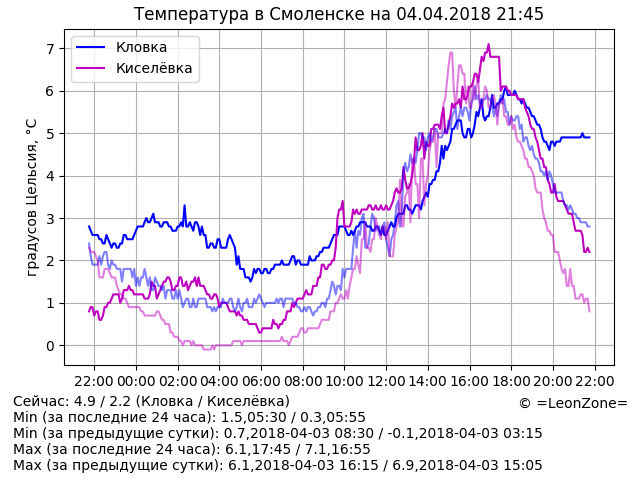 Температура в Смоленске на 04.04.2018 21:45
Кловка
Киселёвка
градусов Цельсия, °C
7
6
5
4
3
2
1
0
22:00 00:00 02:00 04:00 06:00 08:00 10:00 12:00 14:00 16:00 18:00 20:00 22:00
Сейчас: 4.9 / 2.2 (Кловка / Киселёвка)
© =LeonZone=
Min (за последние 24 часа): 1.5,05:30 / 0.3,05:55
Min (за предыдущие сутки): 0.7,2018-04-03 08:30 / -0.1,2018-04-03 03:15
Max (за последние 24 часа): 6.1,17:45 / 7.1,16:55
Max (за предыдущие сутки): 6.1,2018-04-03 16:15 / 6.9,2018-04-03 15:05